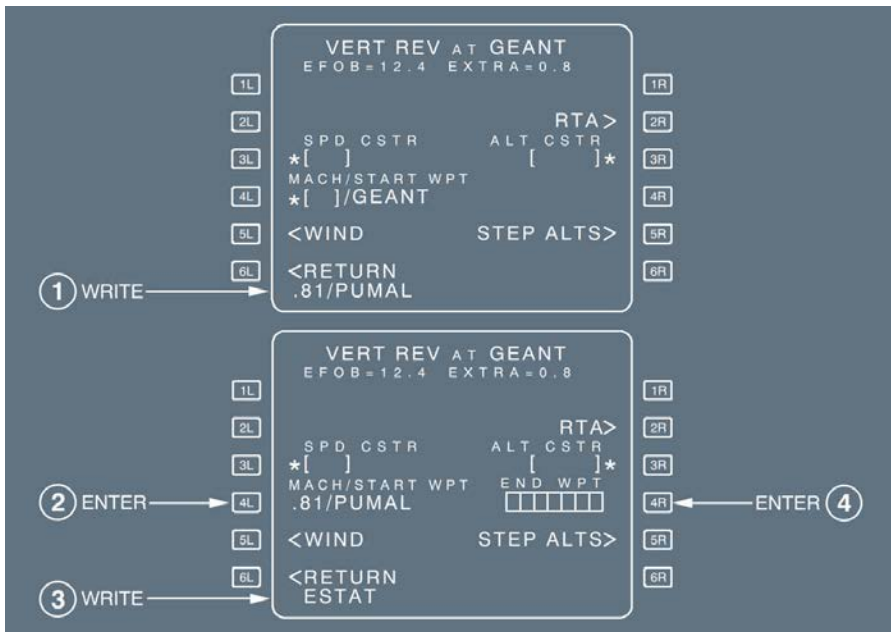 VERT REV AT GEANT
EFOB=12.4 EXTRA=0.8
1L 1R
RTA>
2L 2R
SPD CSTR ALT CSTR
3L *[ ] [ ]* 3R
MACH/START WPT
4L *[ ]/GEANT 4R
5L <WIND STEP ALTS> 5R
6L <RETURN 6R
1 WRITE .81/PUMAL
VERT REV AT GEANT
EFOB=12.4 EXTRA=0.8
1L 1R
2L RTA> 2R
SPD CSTR ALT CSTR
3L *[ ] [ ]* 3R
MACH/START WPT END WPT
2 ENTER 4L .81/PUMAL 4R ENTER 4
5L <WIND STEP ALTS> 5R
6L <RETURN 6R
3 WRITE ESTAT